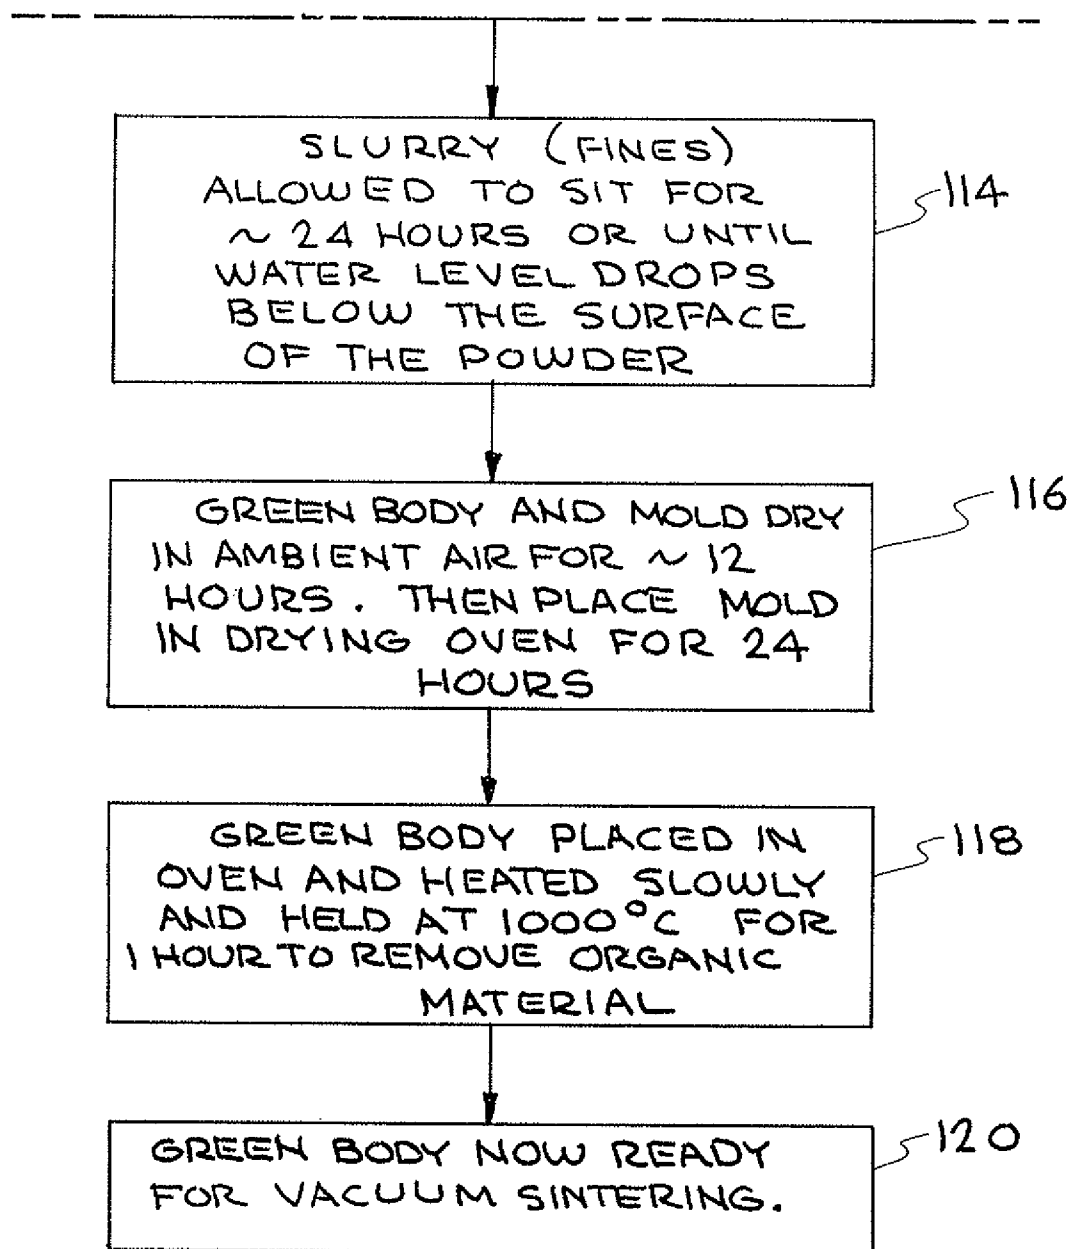 SLURRY (FINES)
ALLOWED TO SIT FOR
~ 24 HOURS OR UNTIL
WATER LEVEL DROPS
BELOW THE SURFACE
OF THE POWDER
114
GREEN BODY AND MOLD DRY
IN AMBIENT AIR FOR ~ 12
HOURS. THEN PLACE MOLD
IN DRYING OVEN FOR 24
HOURS
116
GREEN BODY PLACED IN
OVEN AND HEATED SLOWLY
AND HELD AT 1000°C FOR
1 HOUR TO REMOVE ORGANIC
MATERIAL
118
GREEN BODY NOW READY
FOR VACUUM SINTERING.
120